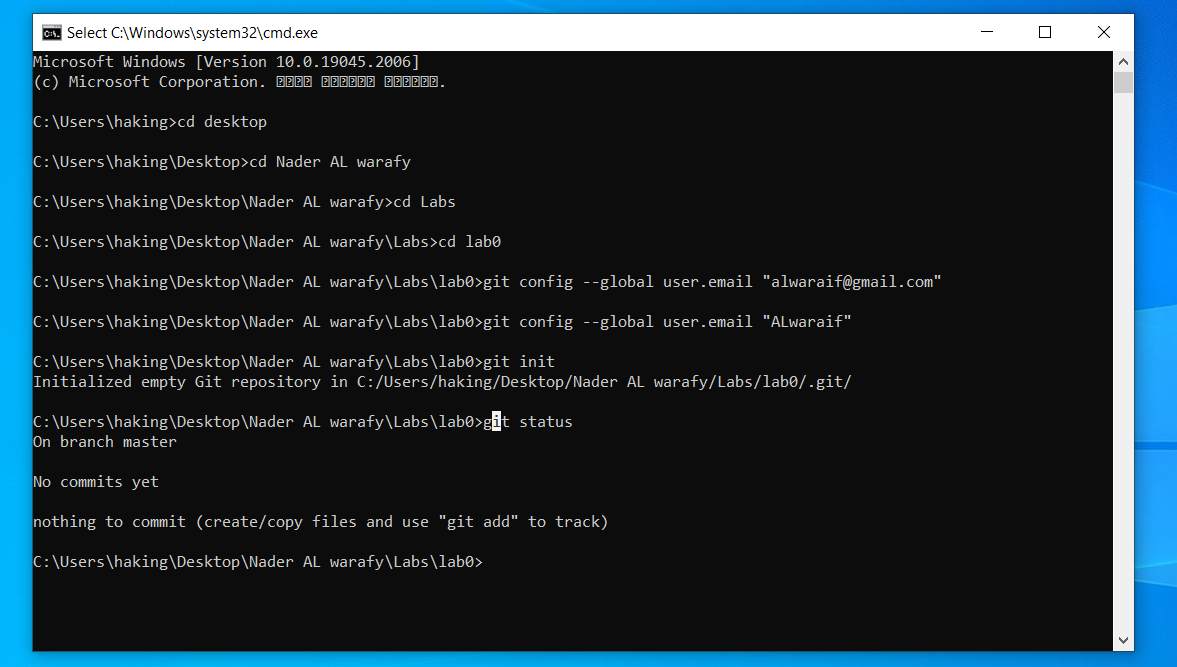 Select C:\Windows\system32\cmd.exe
Microsoft Windows [Version 10.0.19045.2006]
(c) Microsoft Corporation.
C:\Users\haking>cd desktop
C:\Users\haking\Desktop>cd Nader AL warafy
C:\Users\haking\Desktop\Nader AL warafy>cd Labs
C:\Users\haking\Desktop\Nader AL warafy\Labs>cd lab0
C:\Users\haking\Desktop\Nader AL warafy\Labs\lab0>git config --global user.email "alwaraif@gmail.com"
C:\Users\haking\Desktop\Nader AL warafy\Labs\lab0>git config --global user.email "ALwaraif"
C:\Users\haking\Desktop\Nader AL warafy\Labs\lab0>git init
Initialized empty Git repository in C:/Users/haking/Desktop/Nader AL warafy/Labs/lab0/.git/
C:\Users\haking\Desktop\Nader AL warafy\Labs\lab0>git status
On branch master
No commits yet
nothing to commit (create/copy files and use "git add" to track)
C:\Users\haking\Desktop\Nader AL warafy\Labs\lab0>